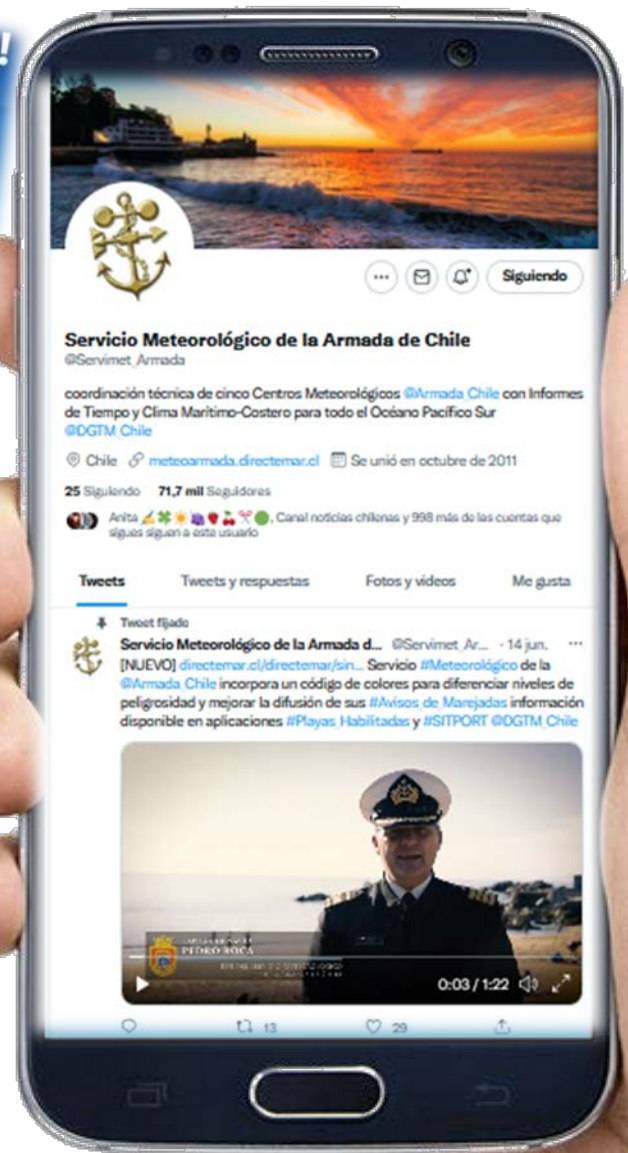 !
Siguiendo
Servicio Meteorológico de la Armada de Chile
@Servimet_Armada
coordinación técnica de cinco Centros Meteorológicos @Armada_Chile con Informes
de Tiempo y Clima Marítimo-Costero para todo el Océano Pacífico Sur
@DGTM_Chile
Chile meteoarmada.directemar.cl Se unió en octubre de 2011
25 Siguiendo 71,7 mil Seguidores
Anita, Canal noticias chilenas y 998 más de las cuentas que
sigues siguen a este usuario
Tweets Tweets y respuestas Fotos y videos Me gusta
Tweet fijado
Servicio Meteorológico de la Armada d... @Servimet_Ar... · 14 jun. ...
[NUEVO] directemar.cl/directemar/sin... Servicio #Meteorológico de la
@Armada_Chile incorpora un código de colores para diferenciar niveles de
peligrosidad y mejorar la difusión de sus #Avisos_de_Marejadas información
disponible en aplicaciones #Playas_Habilitadas y #SITPORT @DGTM_Chile
PEDRO ROCA
0:03 / 1:22
13 29